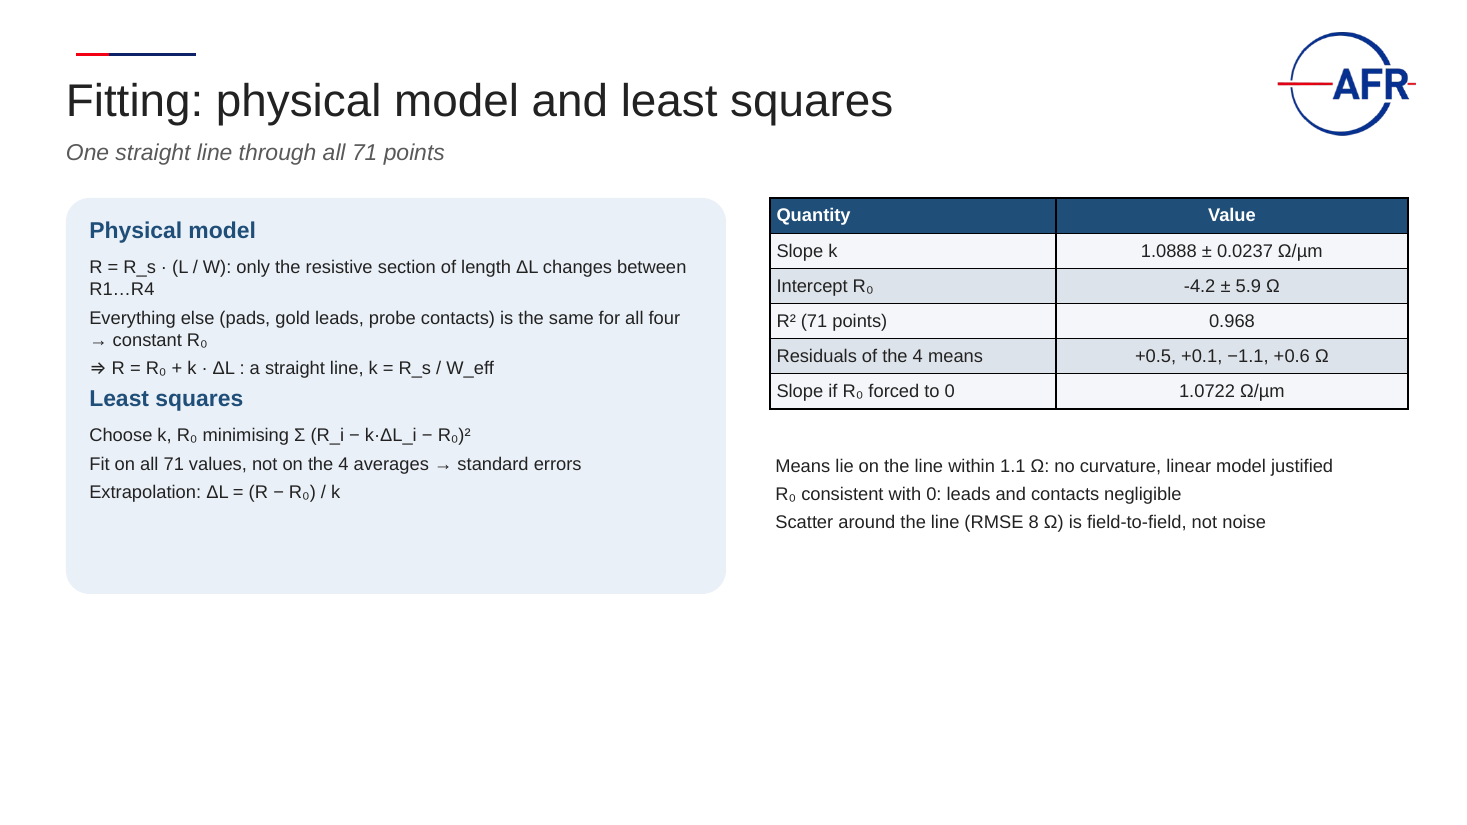 AFR
Fitting: physical model and least squares
One straight line through all 71 points
Physical model
R = R_s · (L / W): only the resistive section of length ΔL changes between
R1…R4
Everything else (pads, gold leads, probe contacts) is the same for all four
→ constant R₀
⇒ R = R₀ + k · ΔL : a straight line, k = R_s / W_eff
Least squares
Choose k, R₀ minimising Σ (R_i − k·ΔL_i − R₀)²
Fit on all 71 values, not on the 4 averages → standard errors
Extrapolation: ΔL = (R − R₀) / k
Quantity Value
Slope k 1.0888 ± 0.0237 Ω/µm
Intercept R₀ -4.2 ± 5.9 Ω
R² (71 points) 0.968
Residuals of the 4 means +0.5, +0.1, −1.1, +0.6 Ω
Slope if R₀ forced to 0 1.0722 Ω/µm
Means lie on the line within 1.1 Ω: no curvature, linear model justified
R₀ consistent with 0: leads and contacts negligible
Scatter around the line (RMSE 8 Ω) is field-to-field, not noise